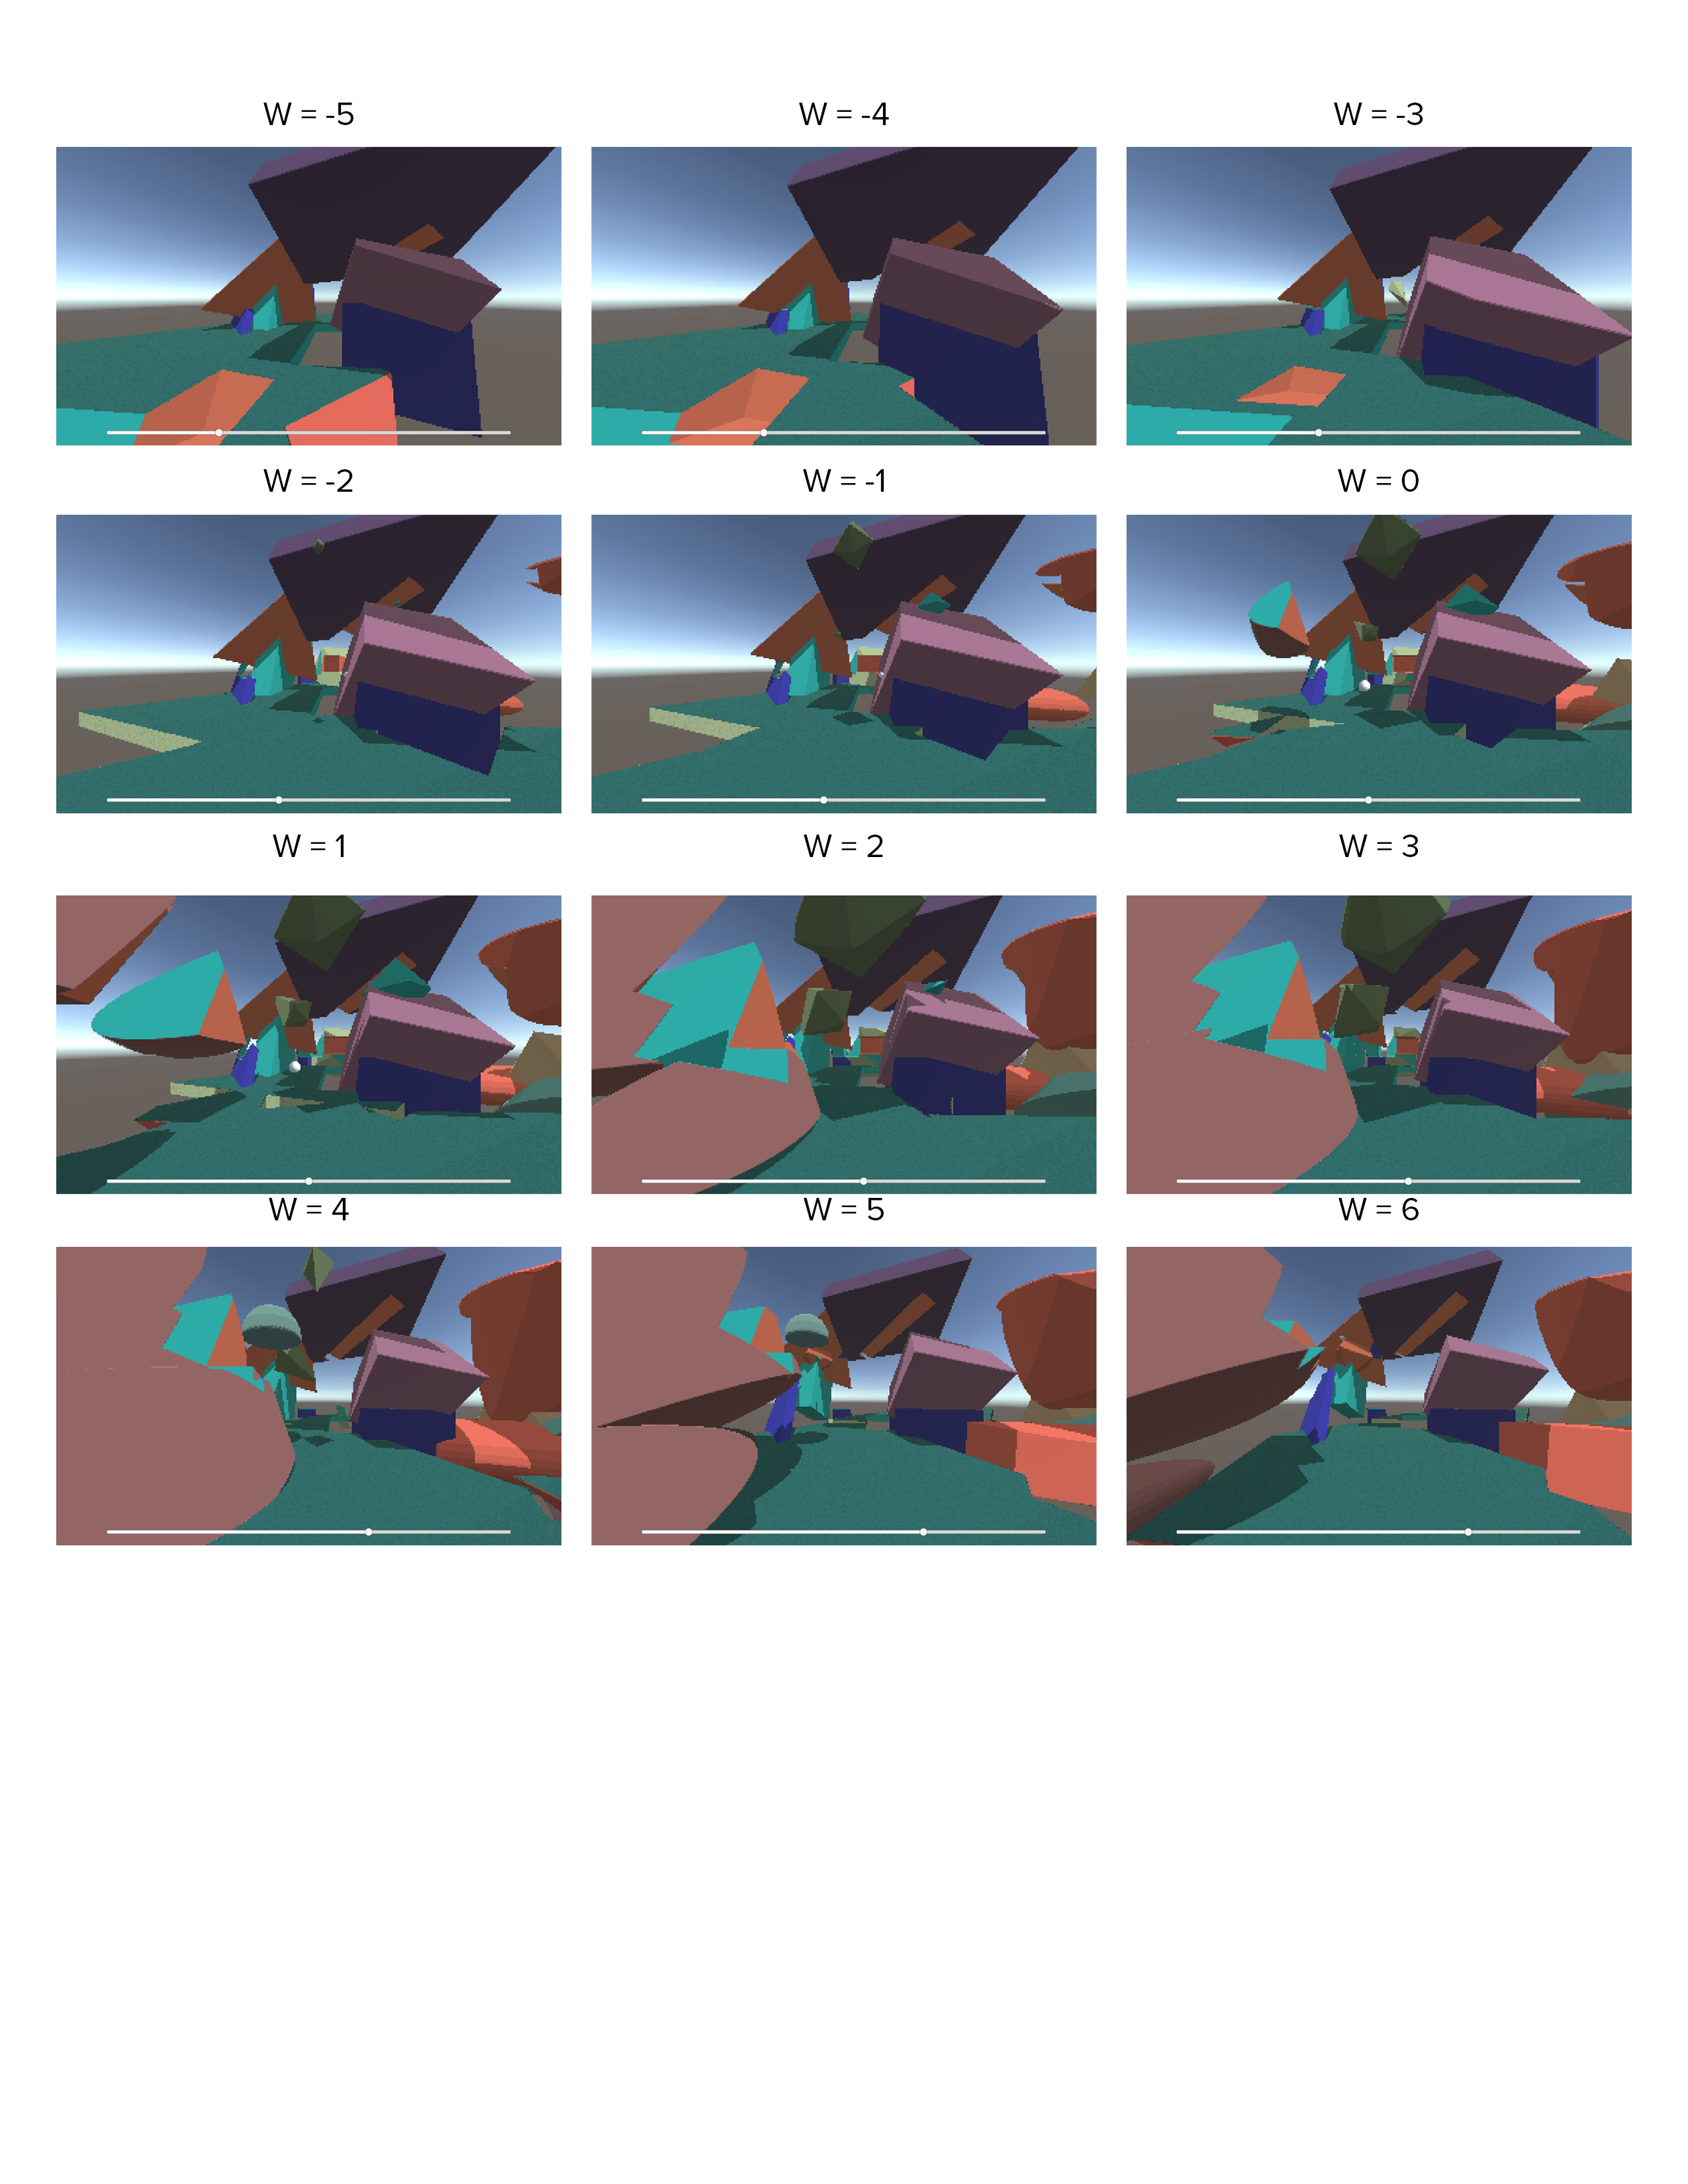 W = -5
W = -4
W = -3
W = -2
W = -1
W = 0
W = 1
W = 2
W = 3
W = 4
W = 5
W = 6